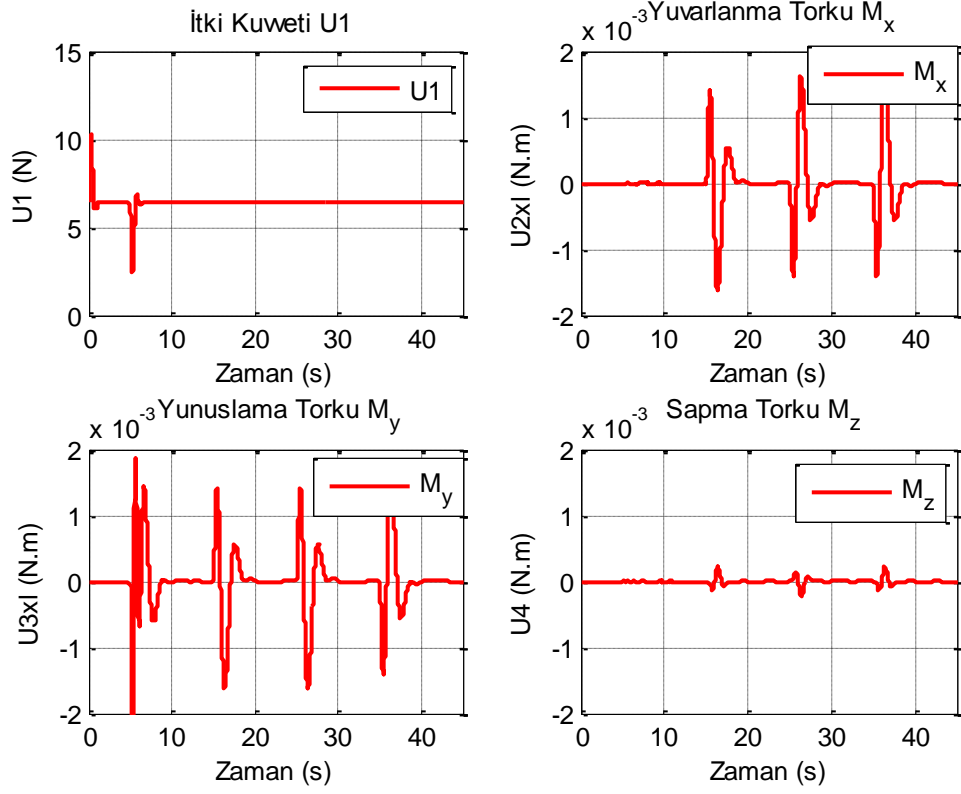 İtki Kuvveti U1
15
10
5
0
U1 (N)
U1
0 10 20 30 40
Zaman (s)
x 10⁻³ Yuvarlanma Torku M_x
2
1
0
-1
-2
U2xl (N.m)
M_x
0 10 20 30 40
Zaman (s)
x 10⁻³ Yunuslama Torku M_y
2
1
0
-1
-2
U3xl (N.m)
M_y
0 10 20 30 40
Zaman (s)
x 10⁻³ Sapma Torku M_z
2
1
0
-1
-2
U4 (N.m)
M_z
0 10 20 30 40
Zaman (s)